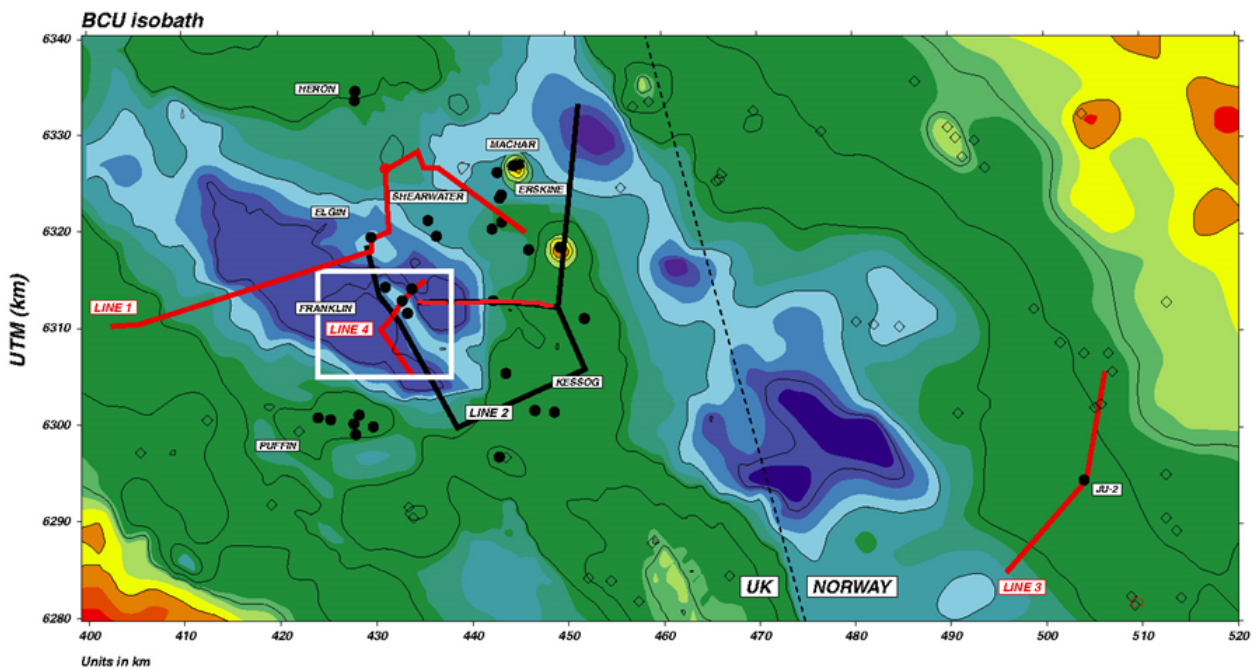 BCU isobath
6340
HERON
6330
MACHAR
SHEARWATER
ERSKINE
ELGIN
6320
UTM (km)
LINE 1
FRANKLIN
6310
LINE 4
KESSOG
LINE 2
6300
PUFFIN
JU-2
6290
UK
NORWAY
LINE 3
6280
400 410 420 430 440 450 460 470 480 490 500 510 520
Units in km